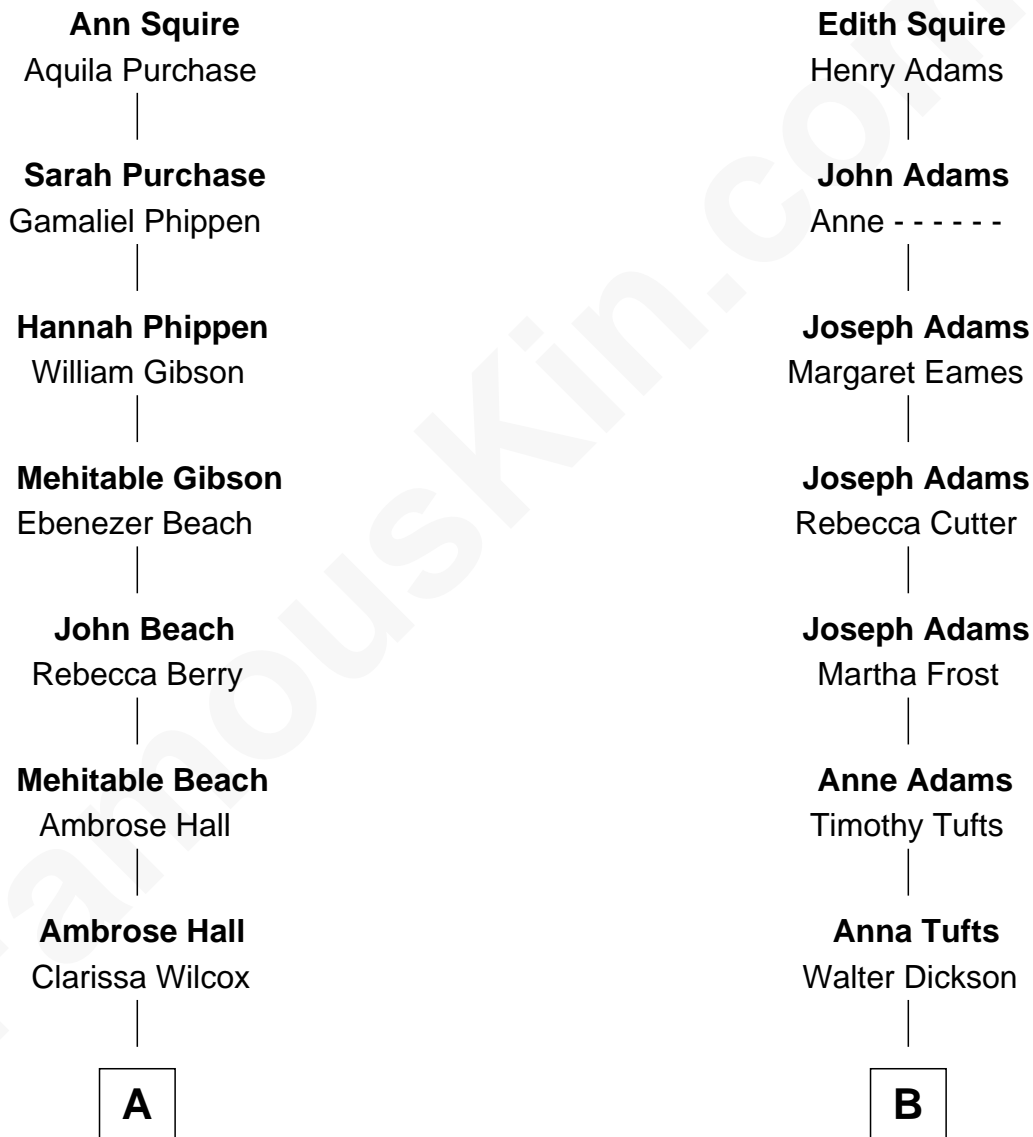 Ann Squire
Aquila Purchase
Sarah Purchase
Gamaliel Phippen
Hannah Phippen
William Gibson
Mehitable Gibson
Ebenezer Beach
John Beach
Rebecca Berry
Mehitable Beach
Ambrose Hall
Ambrose Hall
Clarissa Wilcox
A
Edith Squire
Henry Adams
John Adams
Anne - - - - - -
Joseph Adams
Margaret Eames
Joseph Adams
Rebecca Cutter
Joseph Adams
Martha Frost
Anne Adams
Timothy Tufts
Anna Tufts
Walter Dickson
B
FamousKin.com